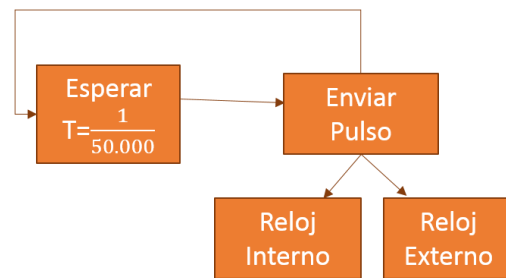 Esperar
T=1/50.000
Enviar
Pulso
Reloj
Interno
Reloj
Externo